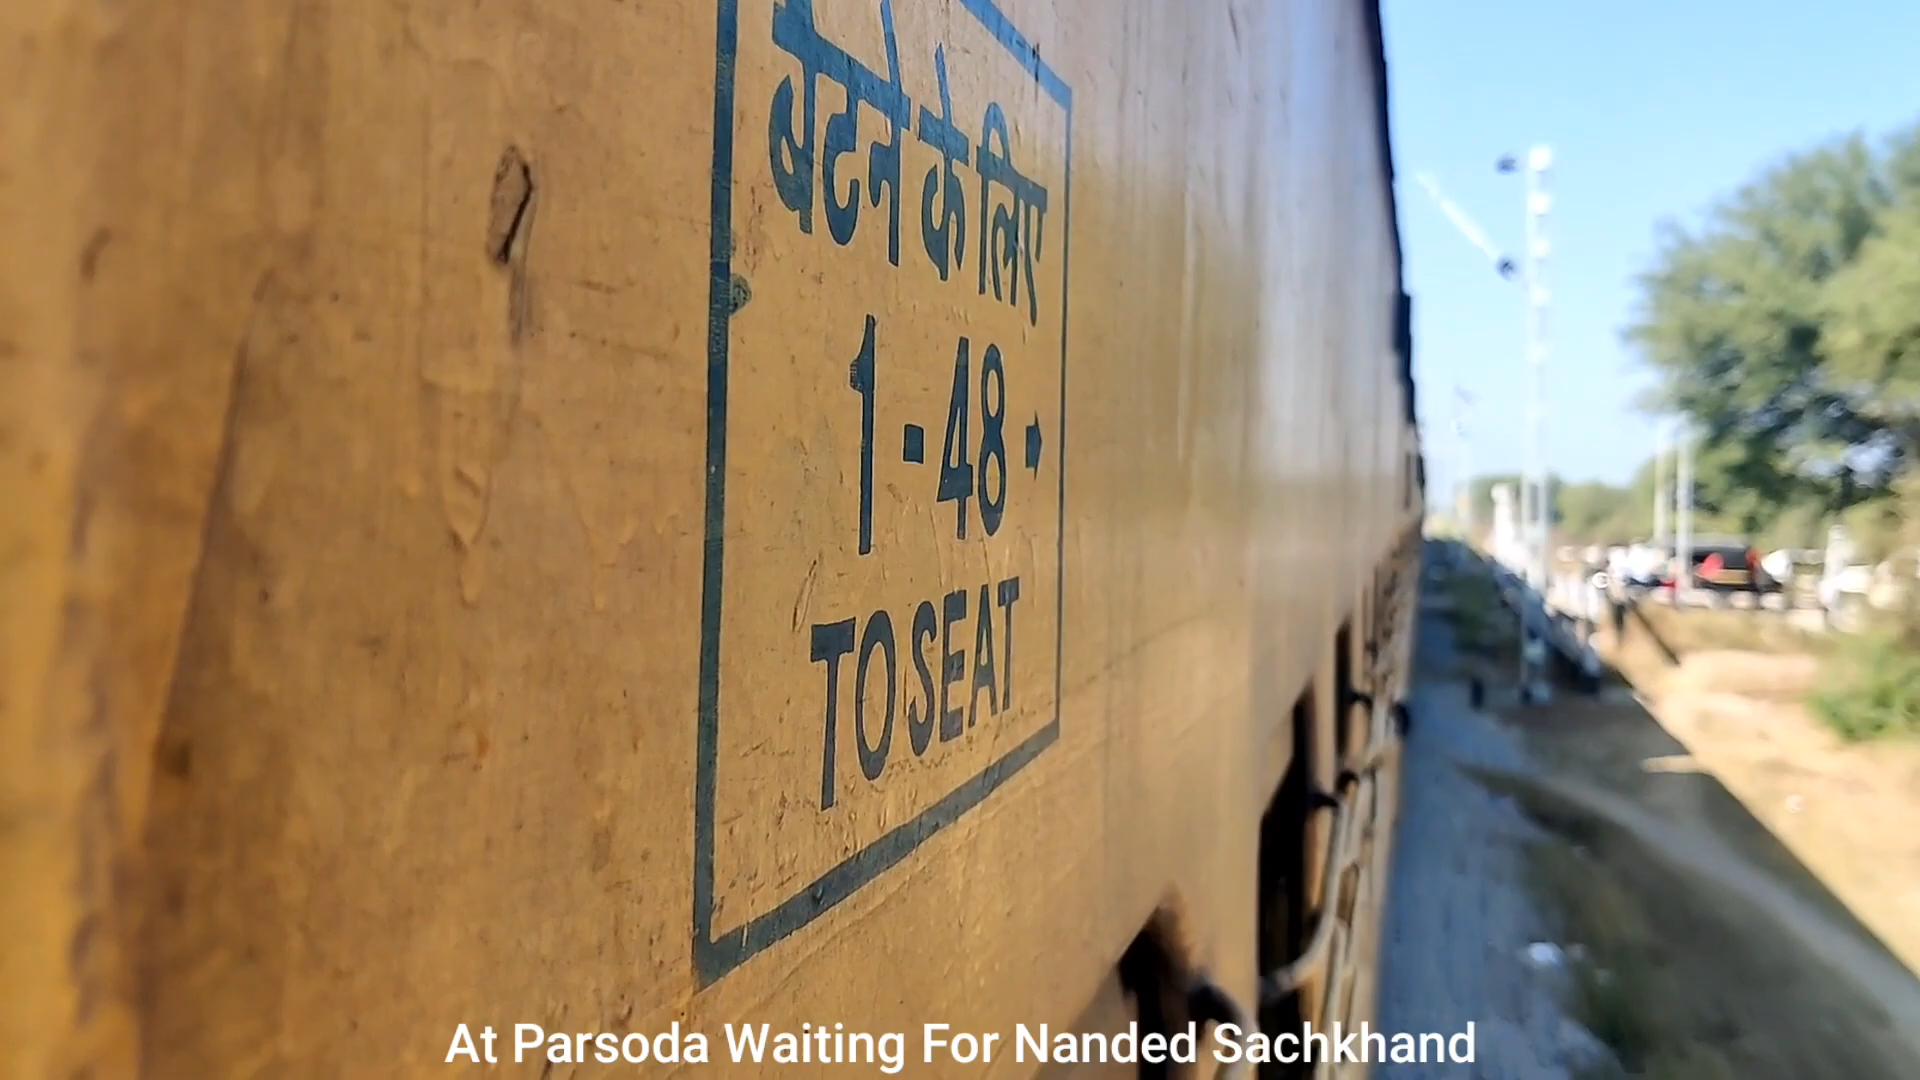 बैठने के लिए
1-48→
TO SEAT
At Parsoda Waiting For Nanded Sachkhand